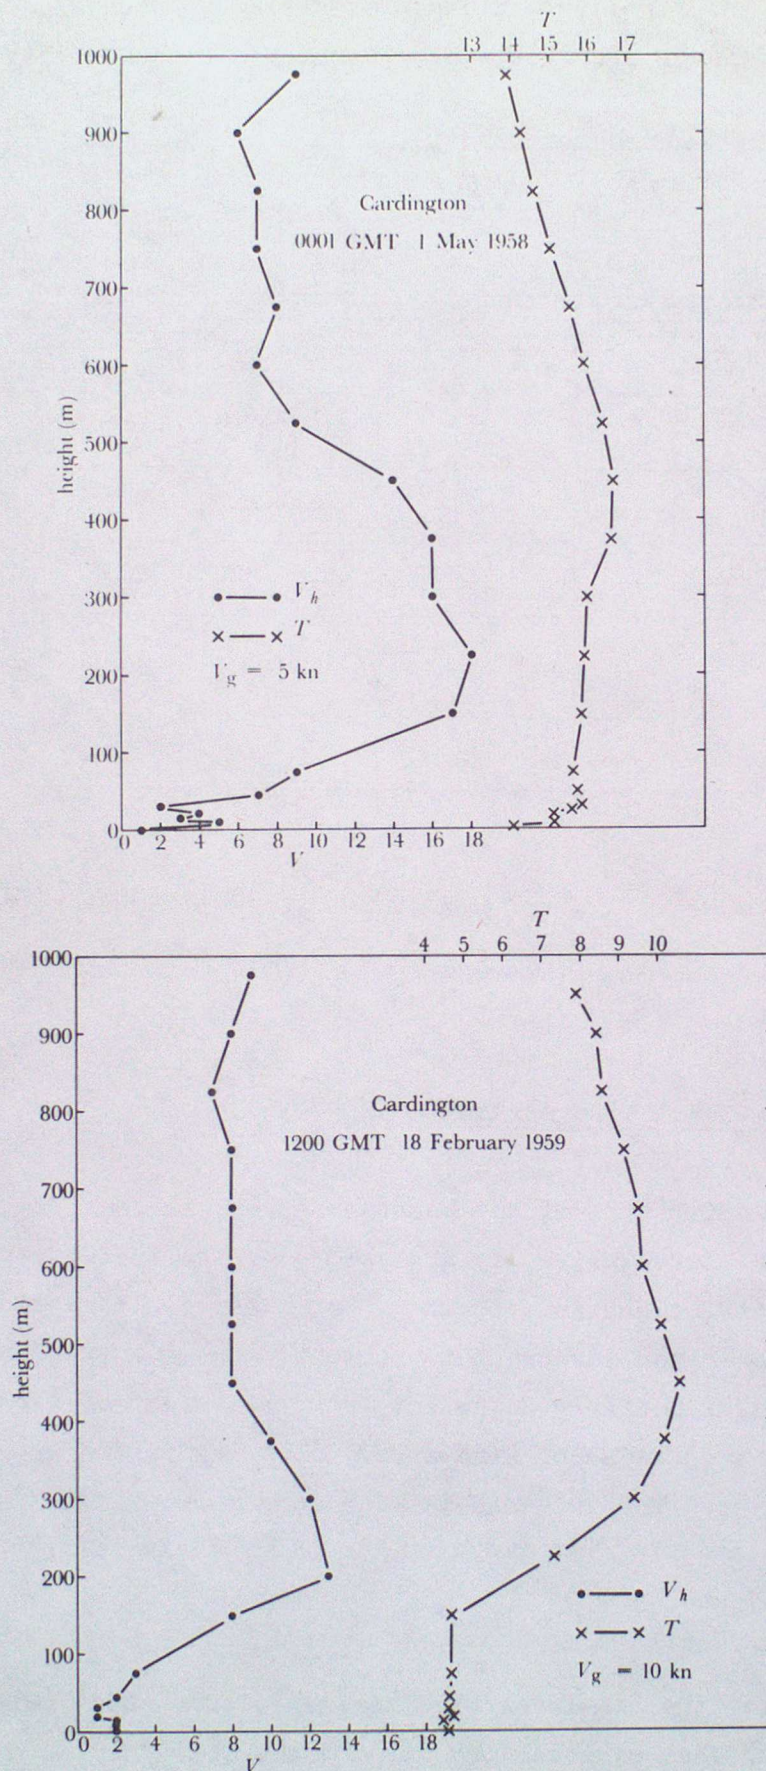 T
13 14 15 16 17
1000
900
Cardington
800
0001 GMT 1 May 1958
700
600
height (m)
500
400
300
V_h
T
200
V_g = 5 kn
100
0
0 2 4 6 8 10 12 14 16 18
V
T
4 5 6 7 8 9 10
1000
900
Cardington
800
1200 GMT 18 February 1959
700
600
height (m)
500
400
300
200
V_h
T
100
V_g = 10 kn
0
0 2 4 6 8 10 12 14 16 18
V